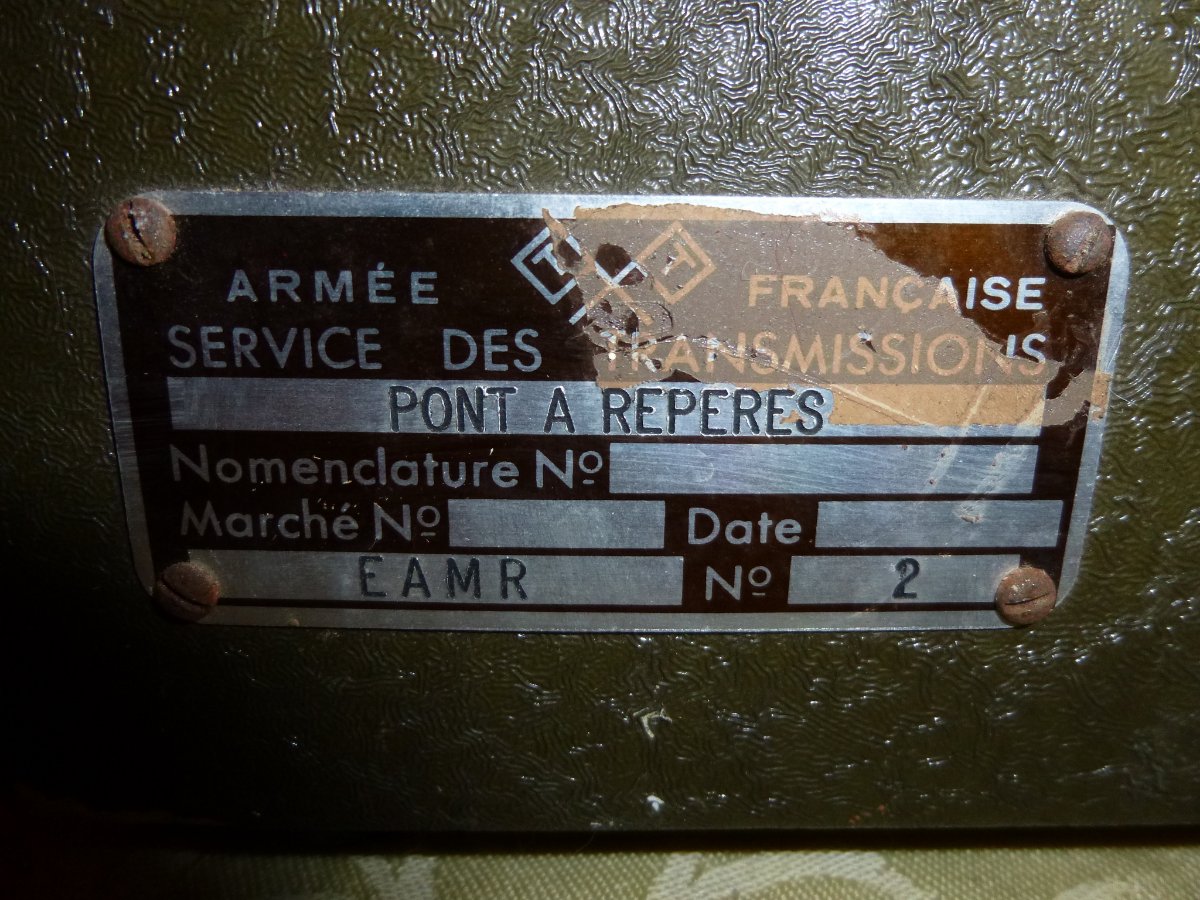 T T
ARMÉE FRANÇAISE
SERVICE DES TRANSMISSIONS
PONT A REPERES
Nomenclature Nº
Marché Nº Date
EAMR Nº 2